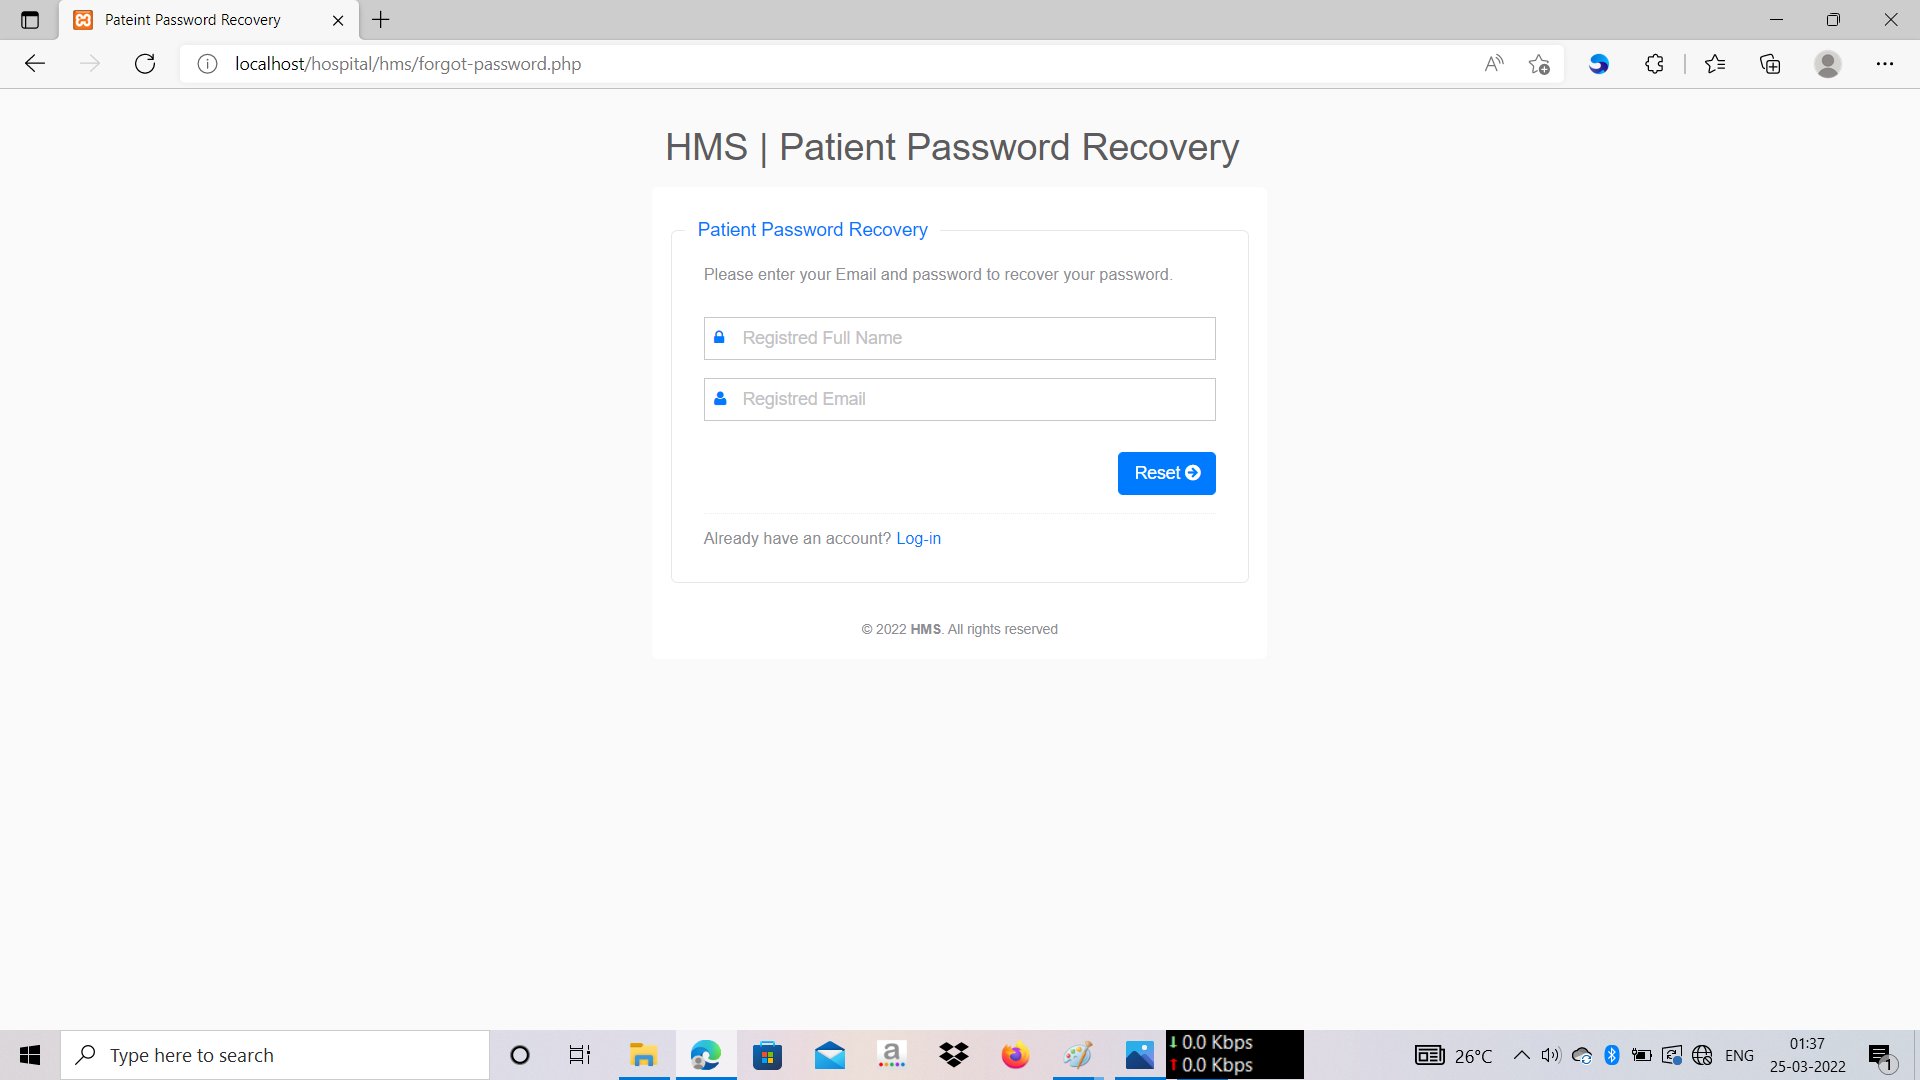 Pateint Password Recovery
localhost/hospital/hms/forgot-password.php
HMS | Patient Password Recovery
Patient Password Recovery
Please enter your Email and password to recover your password.
Registred Full Name
Registred Email
Reset
Already have an account? Log-in
© 2022 HMS. All rights reserved
Type here to search
a
0.0 Kbps
0.0 Kbps
26°C
ENG
01:37
25-03-2022
1